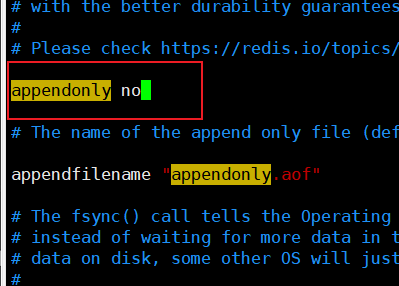 # with the better durability guarantees
#
# Please check https://redis.io/topics/
appendonly no
# The name of the append only file (def
appendfilename "appendonly.aof"
# The fsync() call tells the Operating
# instead of waiting for more data in t
# data on disk, some other OS will just
#